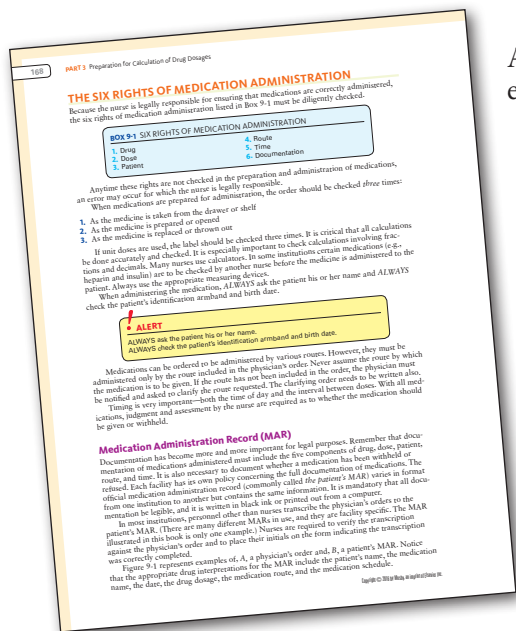 168
PART 3 Preparation for Calculation of Drug Dosages
THE SIX RIGHTS OF MEDICATION ADMINISTRATION
Because the nurse is legally responsible for ensuring that medications are correctly administered,
the six rights of medication administration listed in Box 9-1 must be diligently checked.
BOX 9-1 SIX RIGHTS OF MEDICATION ADMINISTRATION
1. Drug
2. Dose
3. Patient
4. Route
5. Time
6. Documentation
Anytime these rights are not checked in the preparation and administration of medications,
an error may occur for which the nurse is legally responsible.
When medications are prepared for administration, the order should be checked three times:
1. As the medicine is taken from the drawer or shelf
2. As the medicine is prepared or opened
3. As the medicine is replaced or thrown out
If unit doses are used, the label should be checked three times. It is critical that all calculations
be done accurately and checked. It is especially important to check calculations involving frac-
tions and decimals. Many nurses use calculators. In some institutions certain medications (e.g.,
heparin and insulin) are to be checked by another nurse before the medicine is administered to the
patient. Always use the appropriate measuring devices.
When administering the medication, ALWAYS ask the patient his or her name and ALWAYS
check the patient's identification armband and birth date.
! ALERT
ALWAYS ask the patient his or her name.
ALWAYS check the patient's identification armband and birth date.
Medications can be ordered to be administered by various routes. However, they must be
administered only by the route included in the physician's order. Never assume the route by which
the medication is to be given. If the route has not been included in the order, the physician must
be notified and asked to clarify the route requested. The clarifying order needs to be written also.
Timing is very important—both the time of day and the interval between doses. With all med-
ications, judgment and assessment by the nurse are required as to whether the medication should
be given or withheld.
Medication Administration Record (MAR)
Documentation has become more and more important for legal purposes. Remember that docu-
mentation of medications administered must include the five components of drug, dose, patient,
route, and time. It is also necessary to document whether a medication has been withheld or
refused. Each facility has its own policy concerning the full documentation of medications. The
official medication administration record (commonly called the patient's MAR) varies in format
from one institution to another but contains the same information. It is mandatory that all docu-
mentation be legible, and it is written in black ink or printed out from a computer.
In most institutions, personnel other than nurses transcribe the physician's orders to the
patient's MAR. (There are many different MARs in use, and they are facility specific. The MAR
illustrated in this book is only one example.) Nurses are required to verify the transcription
against the physician's order and to place their initials on the form indicating the transcription
was correctly completed.
Figure 9-1 represents examples of, A, a physician's order and, B, a patient's MAR. Notice
that the appropriate drug interpretations for the MAR include the patient's name, the medication
name, the date, the drug dosage, the medication route, and the medication schedule.